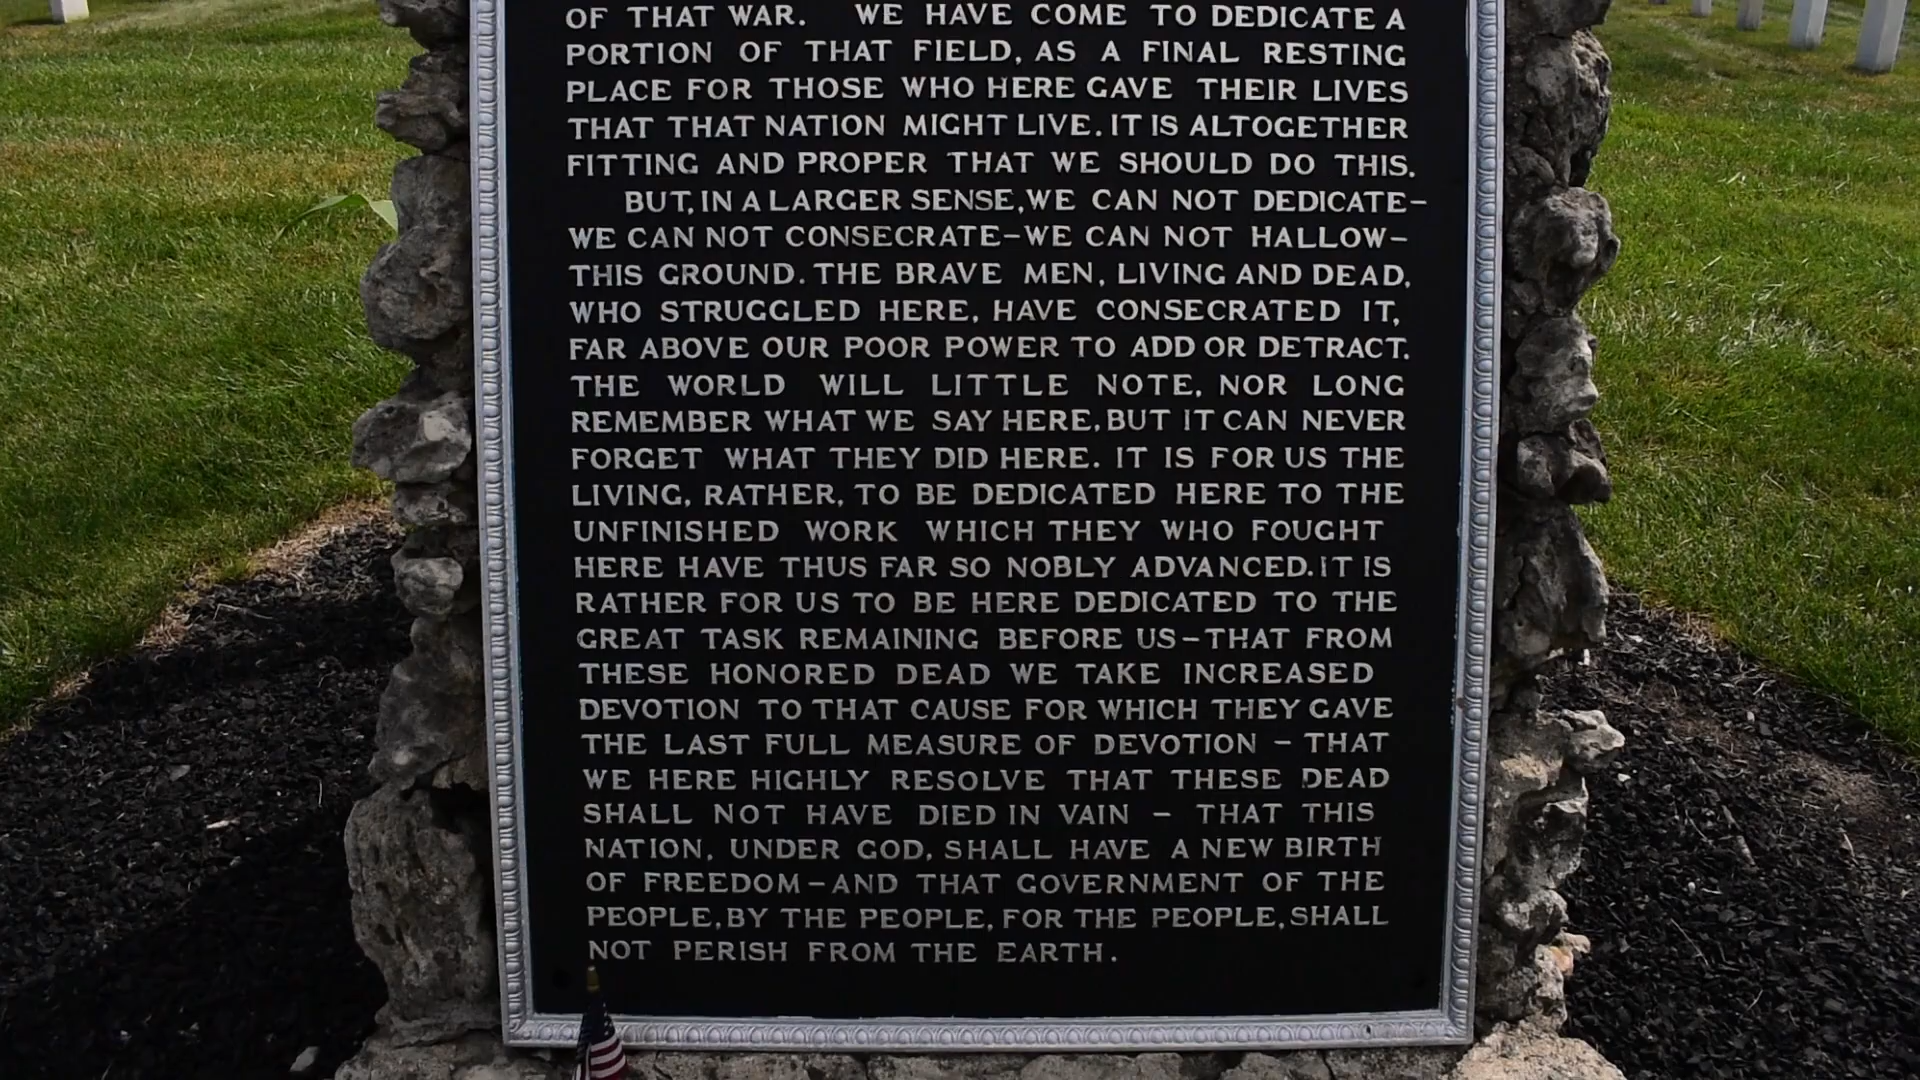 OF THAT WAR. WE HAVE COME TO DEDICATE A
PORTION OF THAT FIELD, AS A FINAL RESTING
PLACE FOR THOSE WHO HERE GAVE THEIR LIVES
THAT THAT NATION MIGHT LIVE. IT IS ALTOGETHER
FITTING AND PROPER THAT WE SHOULD DO THIS.
BUT, IN A LARGER SENSE, WE CAN NOT DEDICATE–
WE CAN NOT CONSECRATE–WE CAN NOT HALLOW–
THIS GROUND. THE BRAVE MEN, LIVING AND DEAD,
WHO STRUGGLED HERE, HAVE CONSECRATED IT,
FAR ABOVE OUR POOR POWER TO ADD OR DETRACT.
THE WORLD WILL LITTLE NOTE, NOR LONG
REMEMBER WHAT WE SAY HERE, BUT IT CAN NEVER
FORGET WHAT THEY DID HERE. IT IS FOR US THE
LIVING, RATHER, TO BE DEDICATED HERE TO THE
UNFINISHED WORK WHICH THEY WHO FOUGHT
HERE HAVE THUS FAR SO NOBLY ADVANCED. IT IS
RATHER FOR US TO BE HERE DEDICATED TO THE
GREAT TASK REMAINING BEFORE US–THAT FROM
THESE HONORED DEAD WE TAKE INCREASED
DEVOTION TO THAT CAUSE FOR WHICH THEY GAVE
THE LAST FULL MEASURE OF DEVOTION – THAT
WE HERE HIGHLY RESOLVE THAT THESE DEAD
SHALL NOT HAVE DIED IN VAIN – THAT THIS
NATION, UNDER GOD, SHALL HAVE A NEW BIRTH
OF FREEDOM–AND THAT GOVERNMENT OF THE
PEOPLE, BY THE PEOPLE, FOR THE PEOPLE, SHALL
NOT PERISH FROM THE EARTH.